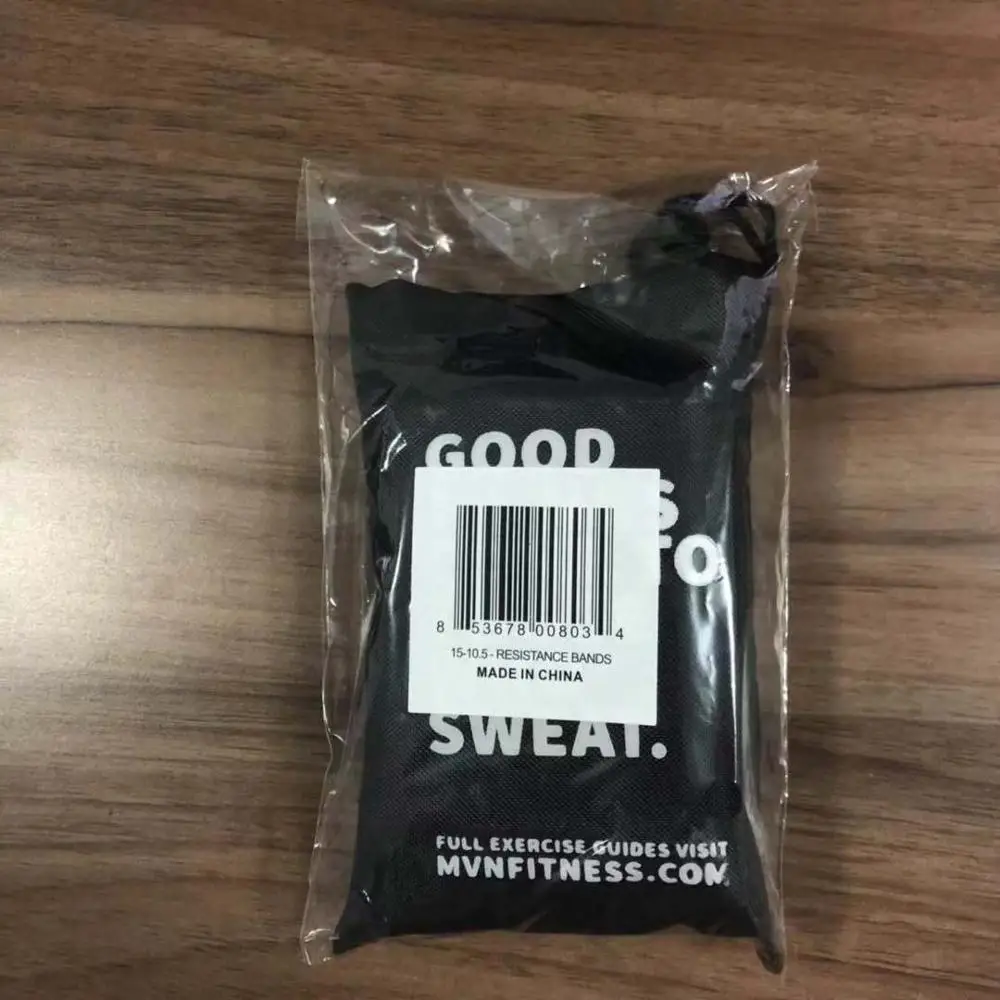 GOOD
TO
8 53678 00803 4
15-10.5 - RESISTANCE BANDS
MADE IN CHINA
SWEAT.
FULL EXERCISE GUIDES VISIT
MVNFITNESS.COM